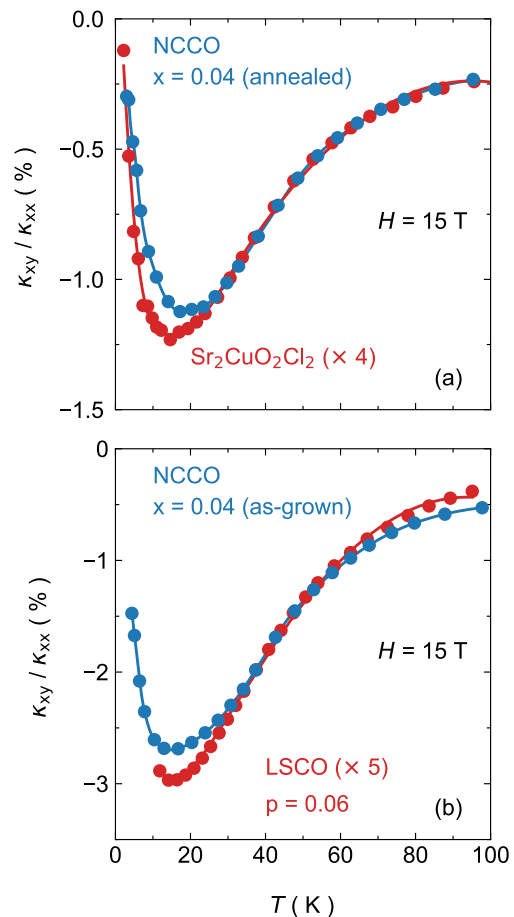 0.0
NCCO
x = 0.04 (annealed)
−0.5
κxy / κxx ( % )
H = 15 T
−1.0
Sr2CuO2Cl2 (× 4)
(a)
−1.5
0
NCCO
x = 0.04 (as-grown)
−1
κxy / κxx ( % )
H = 15 T
−2
LSCO (× 5)
−3
p = 0.06
(b)
0 20 40 60 80 100
T ( K )